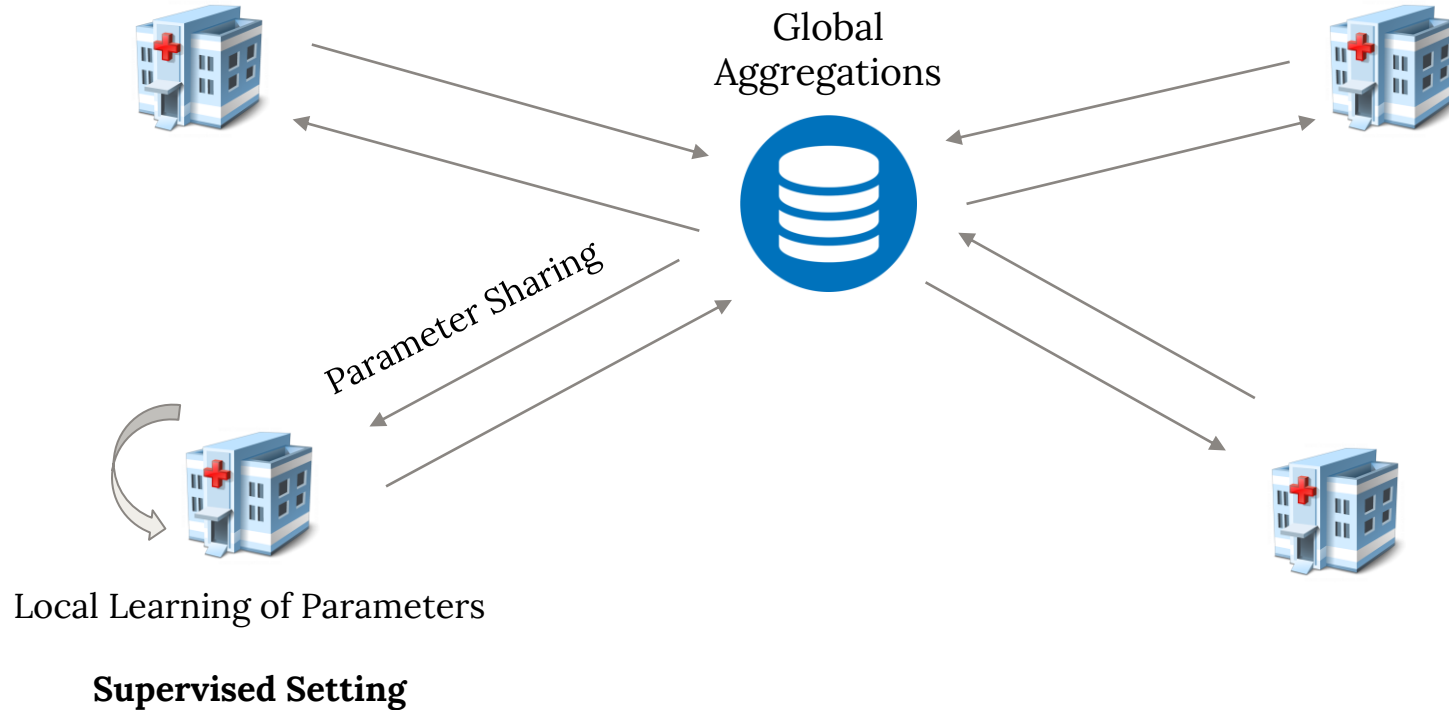 Global
Aggregations
Parameter Sharing
Local Learning of Parameters
Supervised Setting